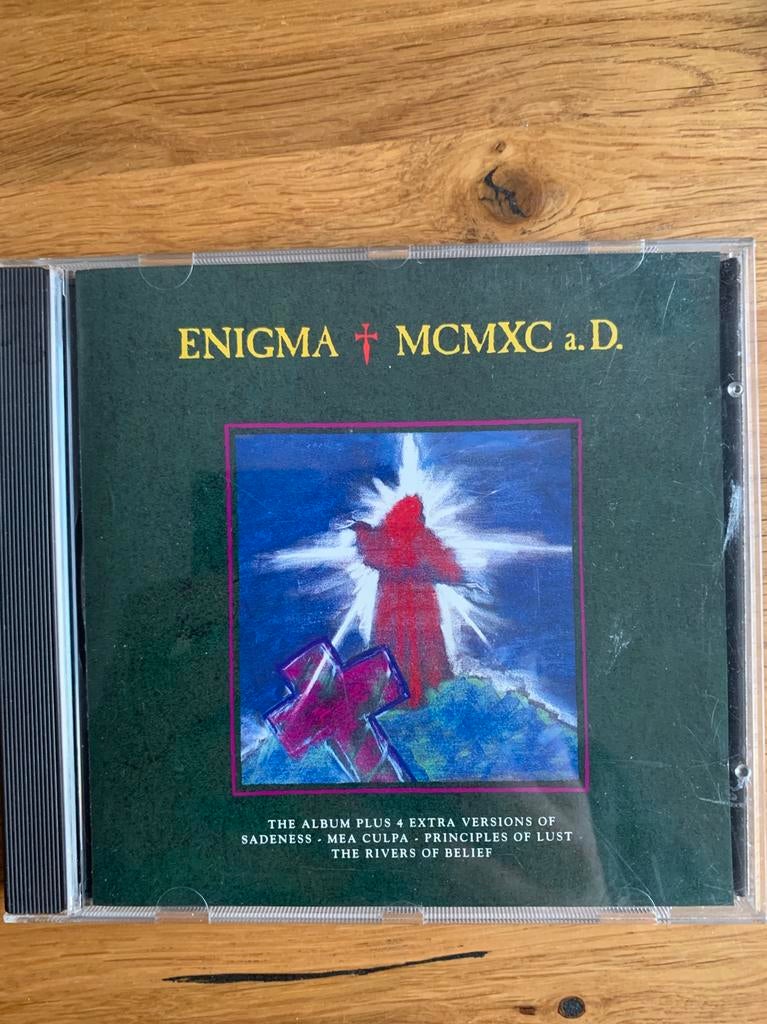 ENIGMA † MCMXC a.D.
THE ALBUM PLUS 4 EXTRA VERSIONS OF
SADENESS - MEA CULPA - PRINCIPLES OF LUST
THE RIVERS OF BELIEF